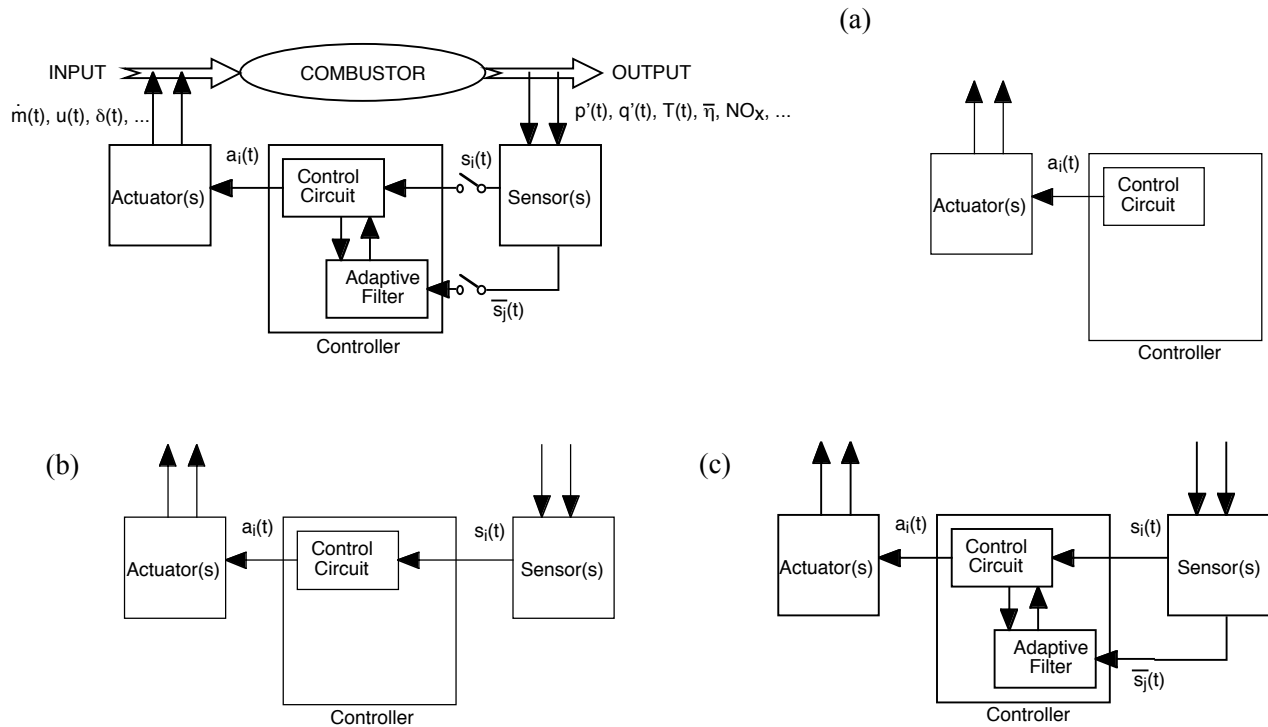 (a)
INPUT
COMBUSTOR
OUTPUT
ṁ(t), u(t), δ(t), ...
p'(t), q'(t), T(t), η̅, NOx, ...
Actuator(s)
ai(t)
Control
Circuit
si(t)
Sensor(s)
Adaptive
Filter
s̅j̅(t)
Controller
Actuator(s)
ai(t)
Control
Circuit
Controller
(b)
Actuator(s)
ai(t)
Control
Circuit
si(t)
Sensor(s)
Controller
(c)
Actuator(s)
ai(t)
Control
Circuit
si(t)
Sensor(s)
Adaptive
Filter
s̅j̅(t)
Controller